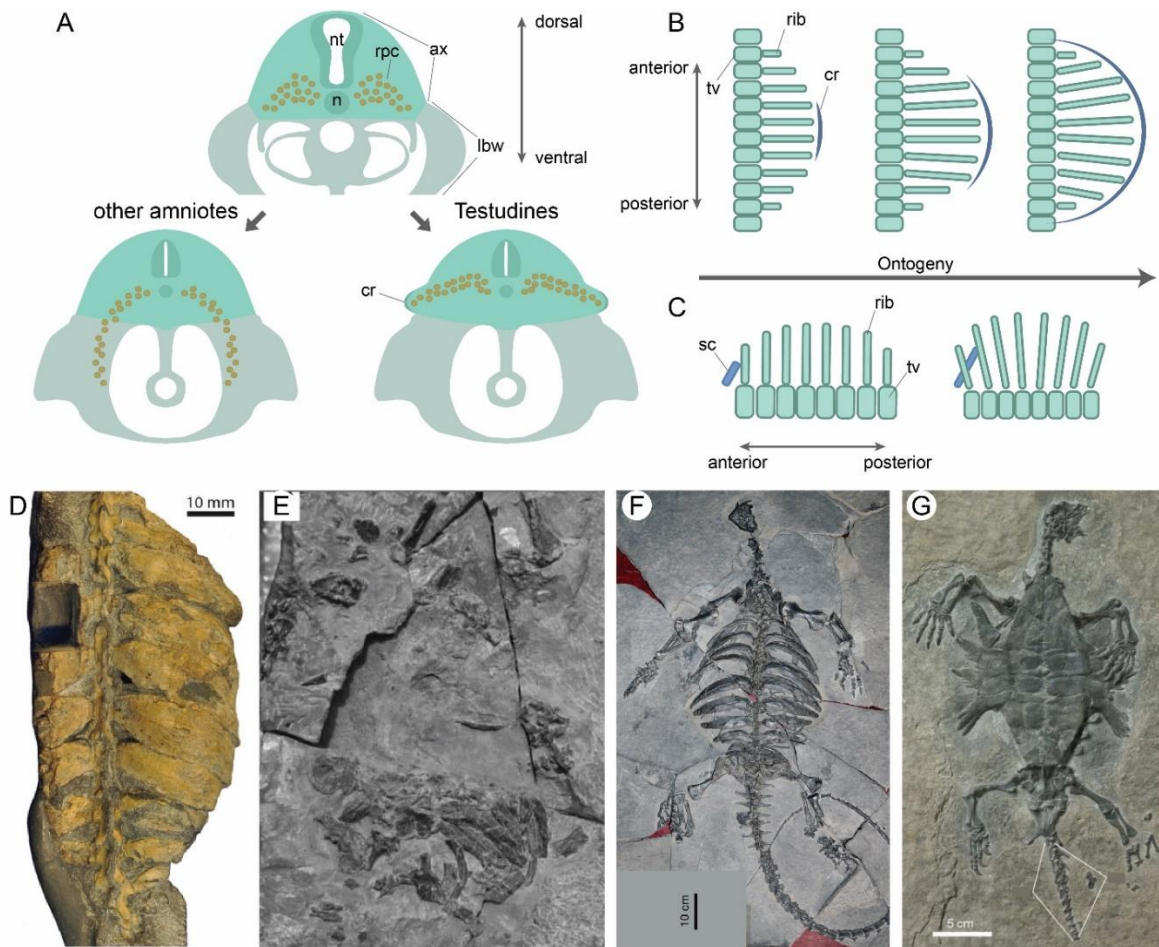 A
nt
rpc
ax
n
lbw
dorsal
ventral
other amniotes
Testudines
cr
B
rib
anterior
tv
cr
posterior
Ontogeny
C
rib
sc
tv
anterior
posterior
D
10 mm
E
F
10 cm
G
5 cm